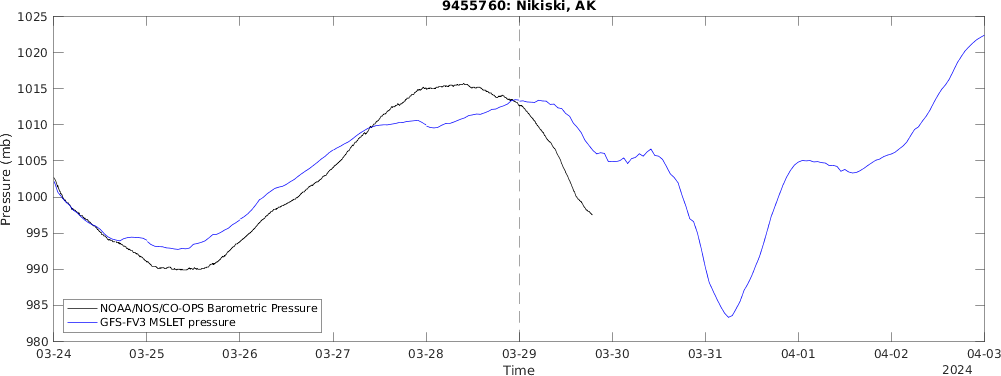 9455760: Nikiski, AK
Pressure (mb)
1025
1020
1015
1010
1005
1000
995
990
985
980
NOAA/NOS/CO-OPS Barometric Pressure
GFS-FV3 MSLET pressure
03-24 03-25 03-26 03-27 03-28 03-29 03-30 03-31 04-01 04-02 04-03
Time
2024